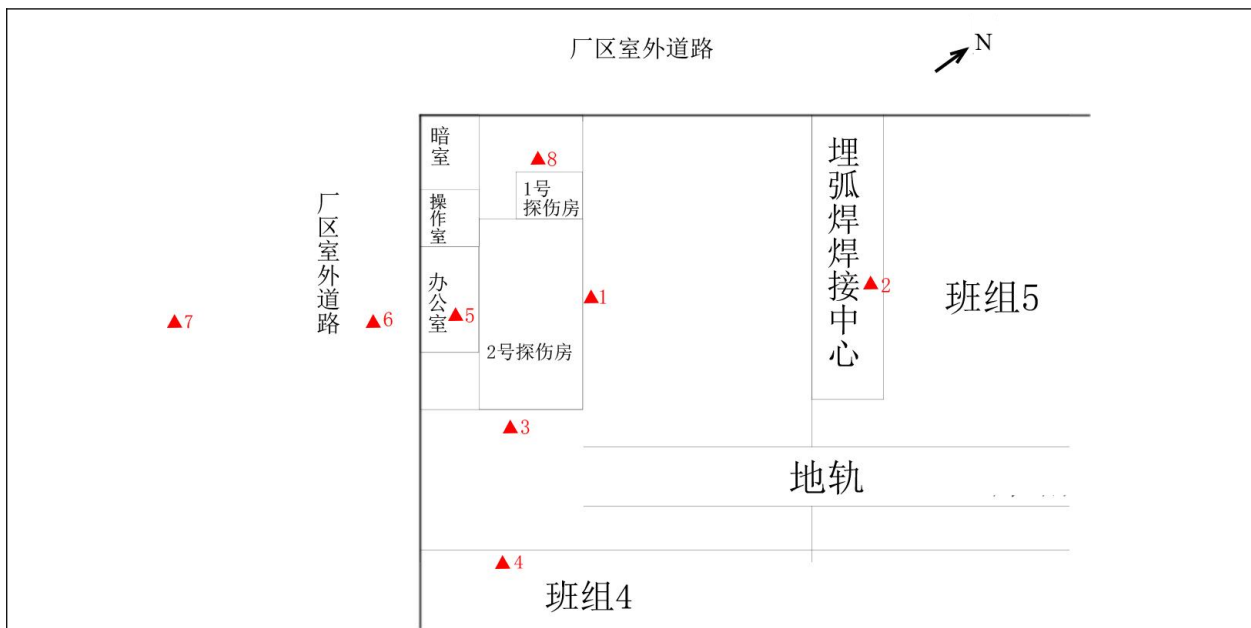 厂区室外道路
N
暗室
▲8
1号
探伤房
操作室
厂区室外道路
办公室
▲5
▲1
▲2
埋弧焊焊接中心
班组5
▲7
▲6
2号探伤房
▲3
地轨
▲4
班组4